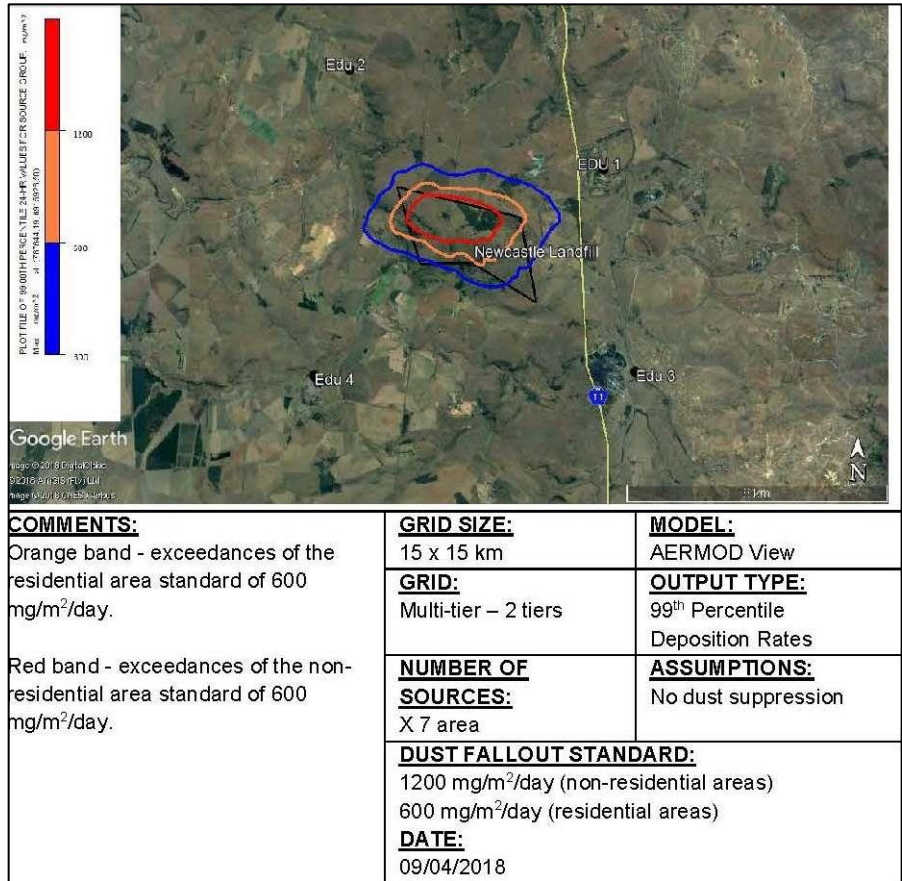 1200
Edu 2
EDU 1
Newcastle Landfill
Edu 4
Edu 3
11
Google Earth
N
km
COMMENTS:
Orange band - exceedances of the
residential area standard of 600
mg/m²/day.
Red band - exceedances of the non-
residential area standard of 600
mg/m²/day.
GRID SIZE:
15 x 15 km
MODEL:
AERMOD View
GRID:
Multi-tier – 2 tiers
OUTPUT TYPE:
99th Percentile
Deposition Rates
NUMBER OF
SOURCES:
X 7 area
ASSUMPTIONS:
No dust suppression
DUST FALLOUT STANDARD:
1200 mg/m²/day (non-residential areas)
600 mg/m²/day (residential areas)
DATE:
09/04/2018